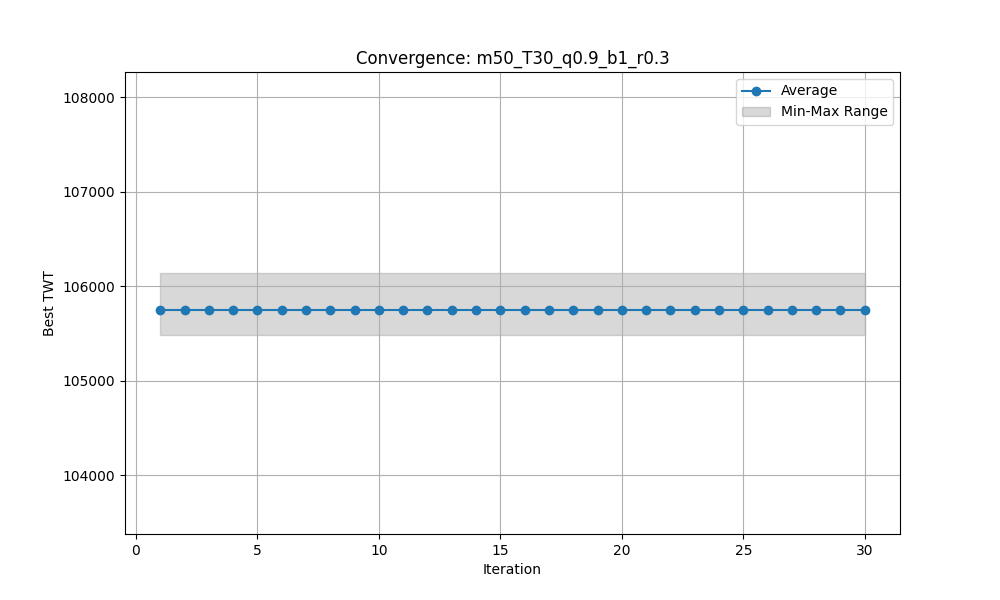 Convergence: m50_T30_q0.9_b1_r0.3
Average
Min-Max Range
108000
107000
106000
105000
104000
Best TWT
0 5 10 15 20 25 30
Iteration